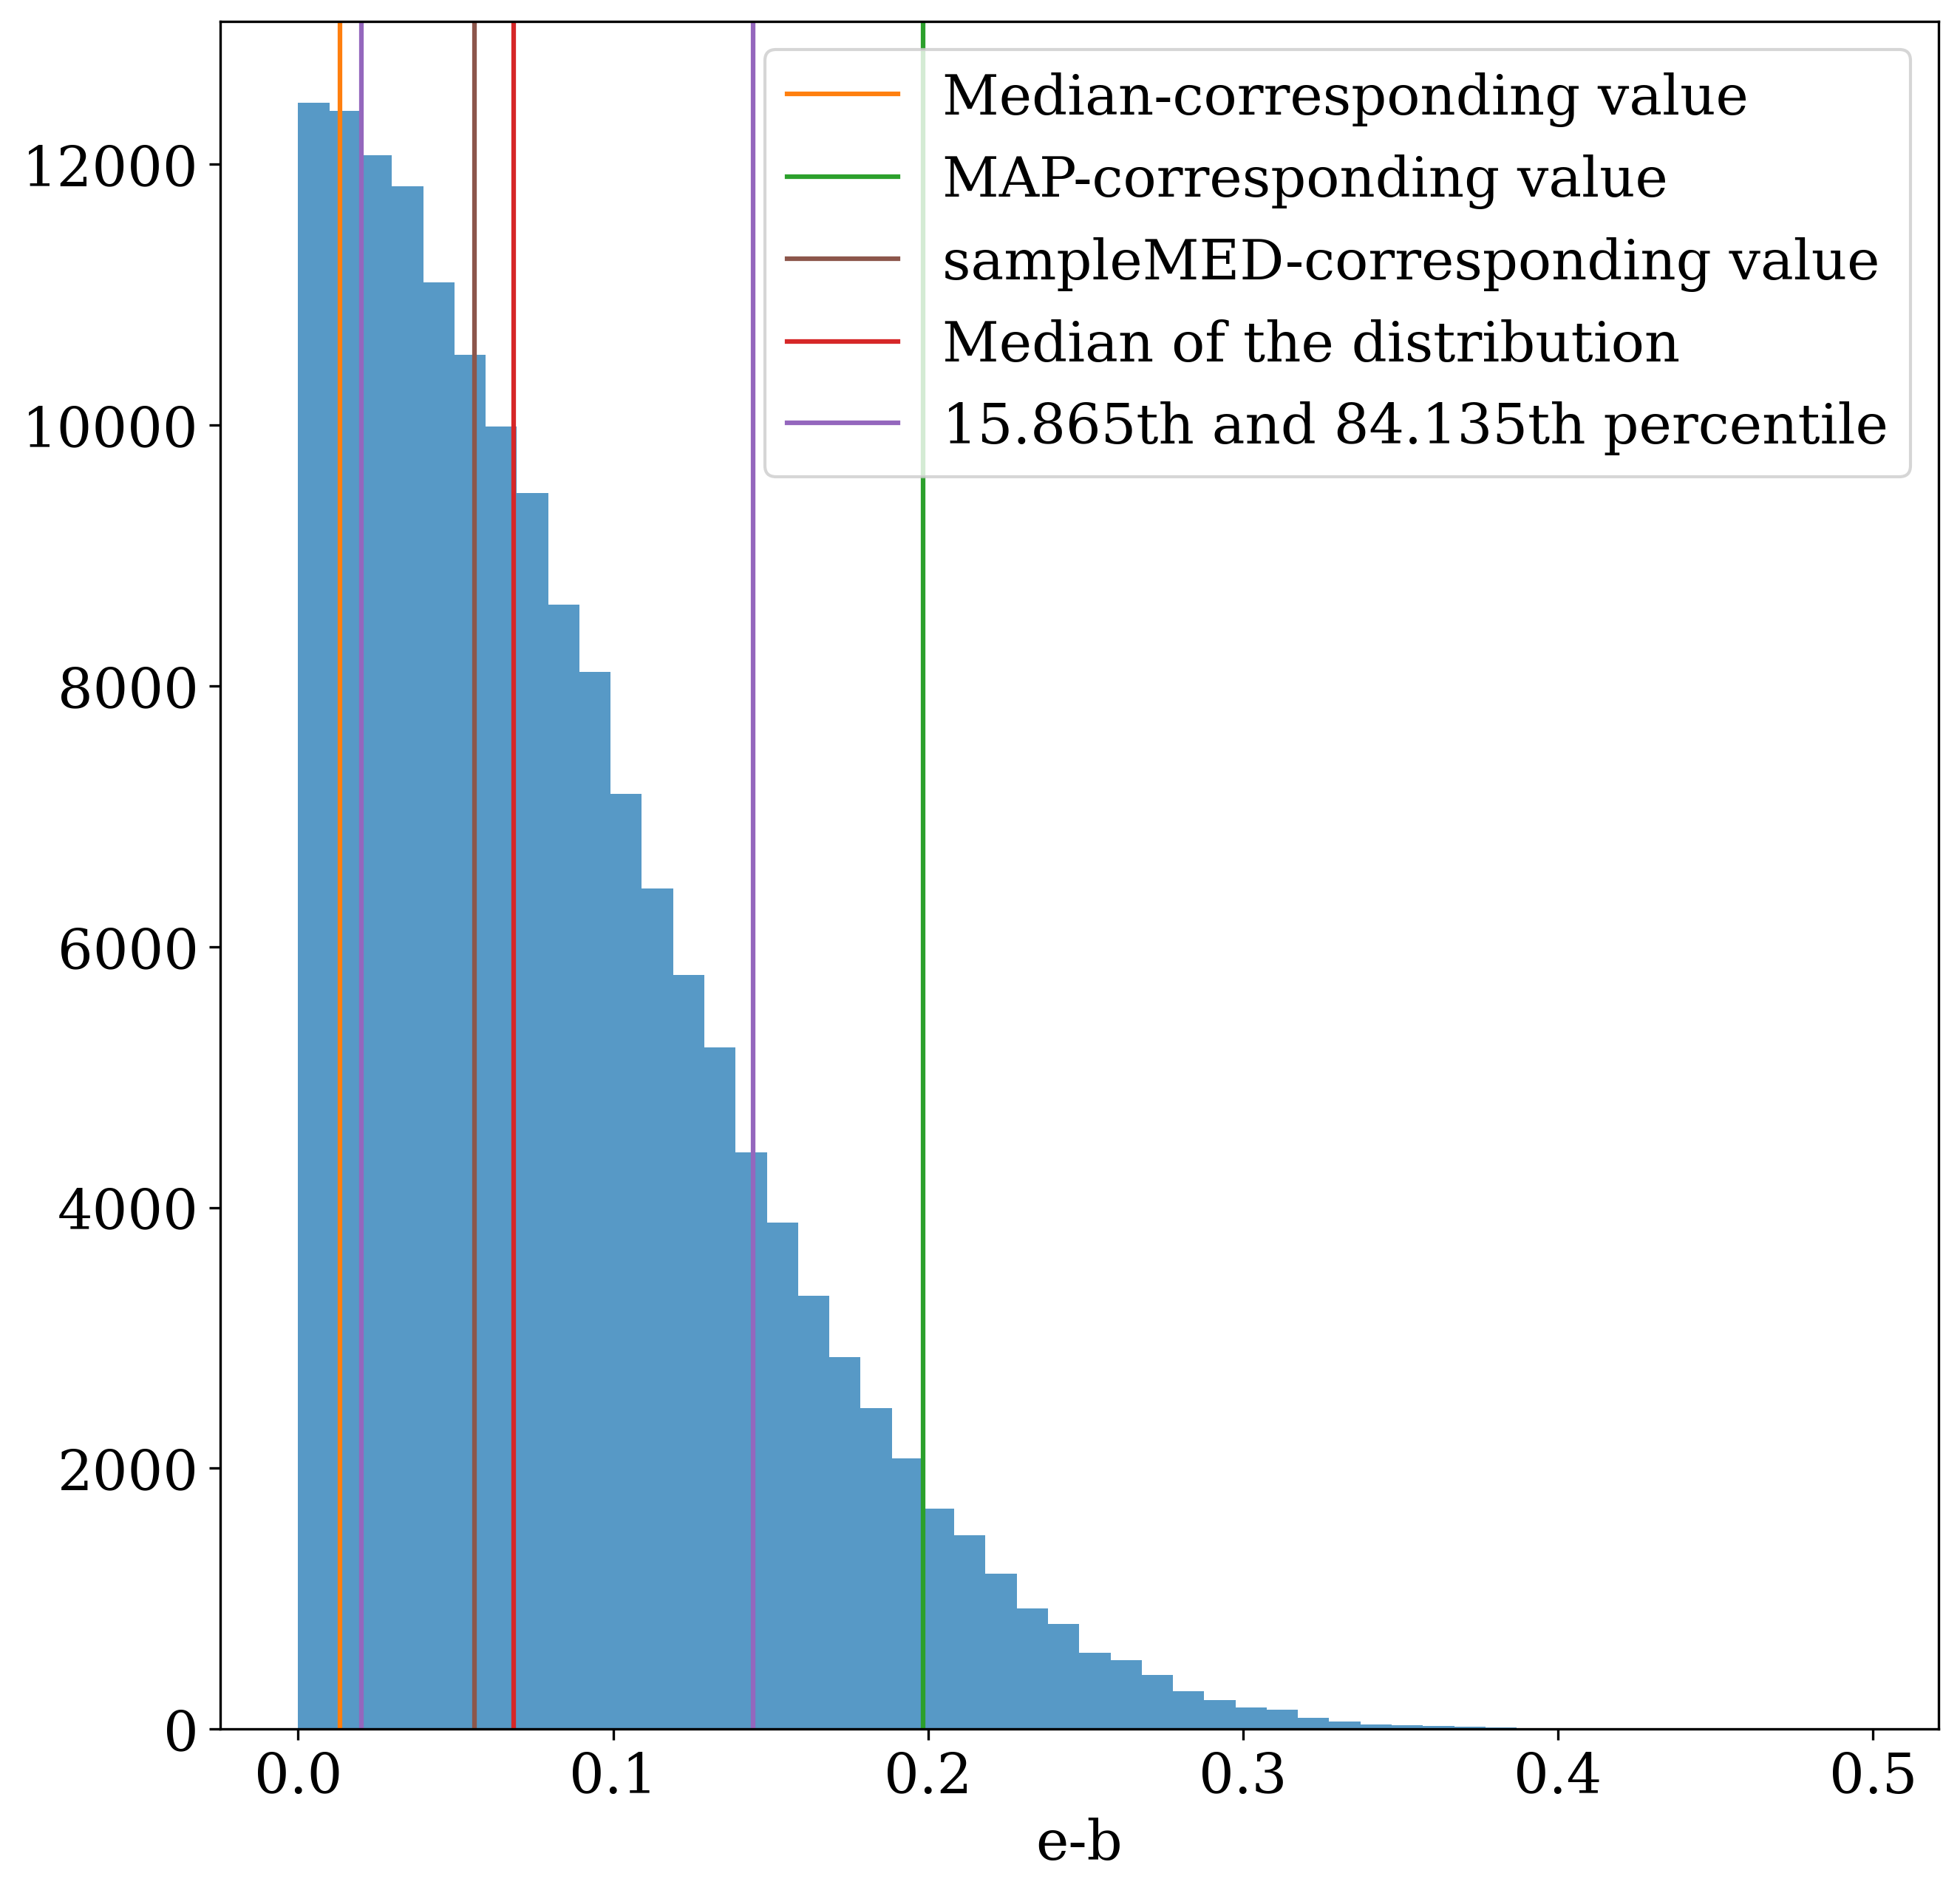 Median-corresponding value
MAP-corresponding value
sampleMED-corresponding value
Median of the distribution
15.865th and 84.135th percentile
12000
10000
8000
6000
4000
2000
0
0.0 0.1 0.2 0.3 0.4 0.5
e-b